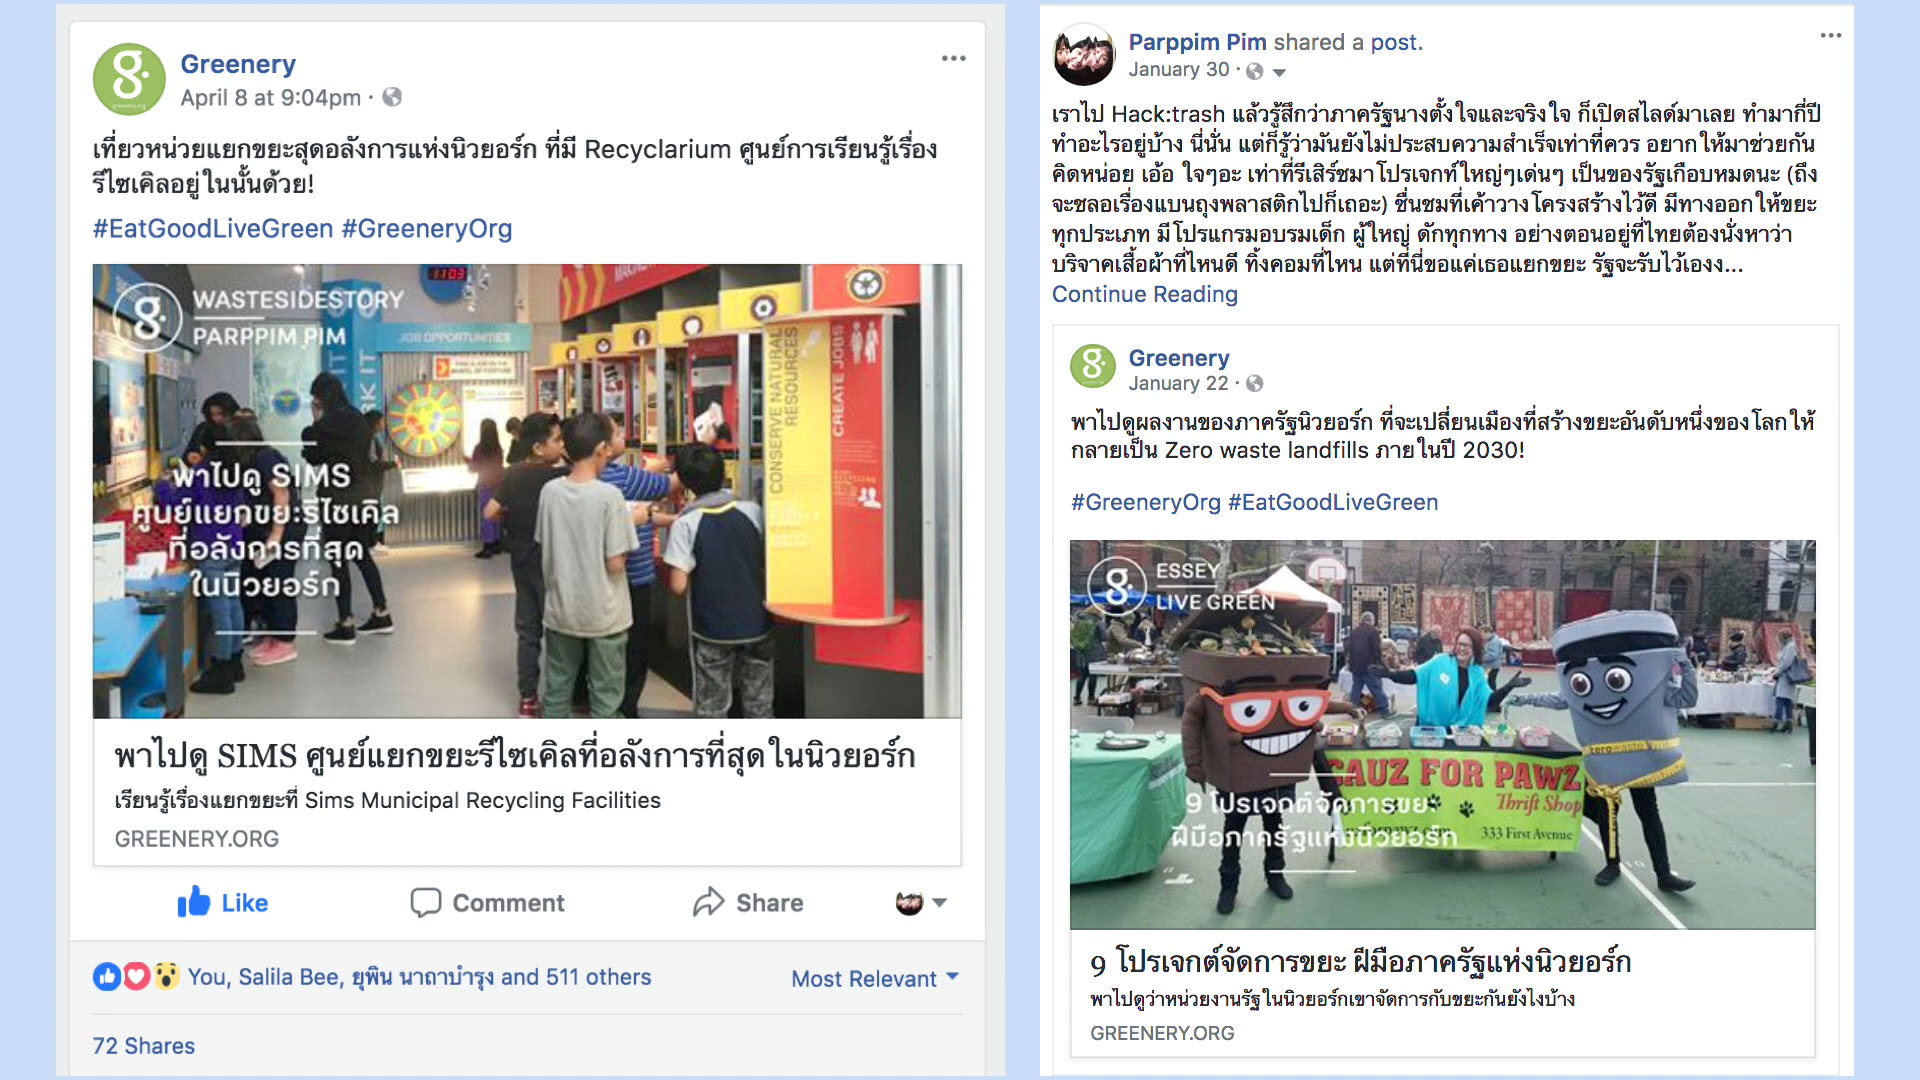 Greenery
April 8 at 9:04pm ·
เที่ยวหน่วยแยกขยะสุดอลังการแห่งนิวยอร์ก ที่มี Recyclarium ศูนย์การเรียนรู้เรื่อง
รีไซเคิลอยู่ในนั้นด้วย!
#EatGoodLiveGreen #GreeneryOrg
11:03
WASTESIDESTORY
PARPPIM PIM
JOB OPPORTUNITIES
CONSERVE NATURAL RESOURCES
CREATE JOBS
พาไปดู SIMS
ศูนย์แยกขยะรีไซเคิล
ที่อลังการที่สุด
ในนิวยอร์ก
พาไปดู SIMS ศูนย์แยกขยะรีไซเคิลที่อลังการที่สุดในนิวยอร์ก
เรียนรู้เรื่องแยกขยะที่ Sims Municipal Recycling Facilities
GREENERY.ORG
Like Comment Share
You, Salila Bee, ยุพิน นาถาบำรุง and 511 others Most Relevant
72 Shares
Parppim Pim shared a post.
January 30 ·
เราไป Hack:trash แล้วรู้สึกว่าภาครัฐนางตั้งใจและจริงใจ ก็เปิดสไลด์มาเลย ทำมากี่ปี
ทำอะไรอยู่บ้าง นี่นั่น แต่ก็รู้ว่ามันยังไม่ประสบความสำเร็จเท่าที่ควร อยากให้มาช่วยกัน
คิดหน่อย เอ้อ ใจๆอะ เท่าที่รีเสิร์ชมาโปรเจกท์ใหญ่ๆเด่นๆ เป็นของรัฐเกือบหมดนะ (ถึง
จะชลอเรื่องแบนถุงพลาสติกไปก็เถอะ) ชื่นชมที่เค้าวางโครงสร้างไว้ดี มีทางออกให้ขยะ
ทุกประเภท มีโปรแกรมอบรมเด็ก ผู้ใหญ่ ดักทุกทาง อย่างตอนอยู่ที่ไทยต้องนั่งหาว่า
บริจาคเสื้อผ้าที่ไหนดี ทิ้งคอมที่ไหน แต่ที่นี่ขอแค่เธอแยกขยะ รัฐจะรับไว้เองง...
Continue Reading
Greenery
January 22 ·
พาไปดูผลงานของภาครัฐนิวยอร์ก ที่จะเปลี่ยนเมืองที่สร้างขยะอันดับหนึ่งของโลกให้
กลายเป็น Zero waste landfills ภายในปี 2030!
#GreeneryOrg #EatGoodLiveGreen
ESSEY
LIVE GREEN
CAUZ FOR PAWZ
Thrift Shop
333 First Avenue
zerowaste
9 โปรเจกต์จัดการขยะ
ฝีมือภาครัฐแห่งนิวยอร์ก
9 โปรเจกต์จัดการขยะ ฝีมือภาครัฐแห่งนิวยอร์ก
พาไปดูว่าหน่วยงานรัฐในนิวยอร์กเขาจัดการกับขยะกันยังไงบ้าง
GREENERY.ORG